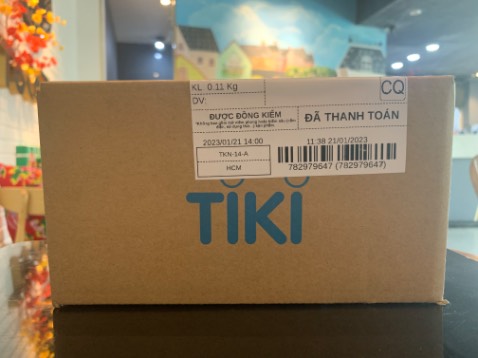 KL 0.11 Kg
CQ
DV:
ĐƯỢC ĐỒNG KIỂM
ĐÃ THANH TOÁN
2023/01/21 14:00
11:38 21/01/2023
TKN-14-A
HCM
782979647 (782979647)
TIKI